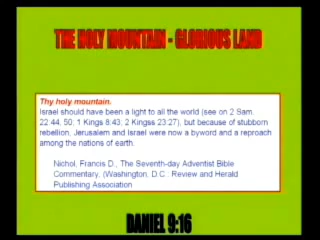 THE HOLY MOUNTAIN - GLORIOUS LAND
Thy holy mountain.
Israel should have been a light to all the world (see on 2 Sam.
22:44, 50; 1 Kings 8:43; 2 Kingss 23:27), but because of stubborn
rebellion, Jerusalem and Israel were now a byword and a reproach
among the nations of earth.
Nichol, Francis D., The Seventh-day Adventist Bible
Commentary, (Washington, D.C.: Review and Herald
Publishing Association
DANIEL 9:16